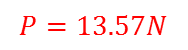 P = 13.57N